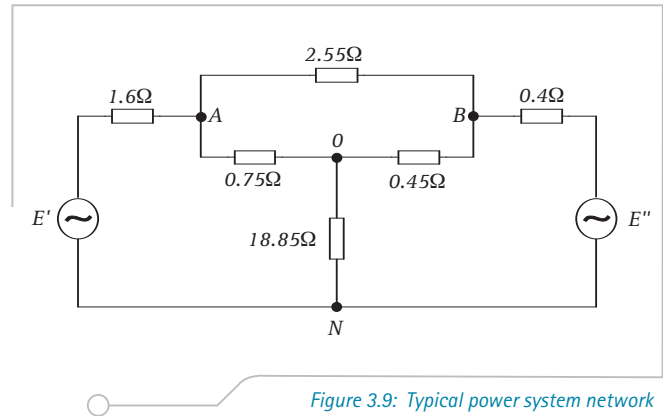 2.55Ω
1.6Ω
A
B
0.4Ω
0
0.75Ω
0.45Ω
E'
18.85Ω
E"
N
Figure 3.9: Typical power system network